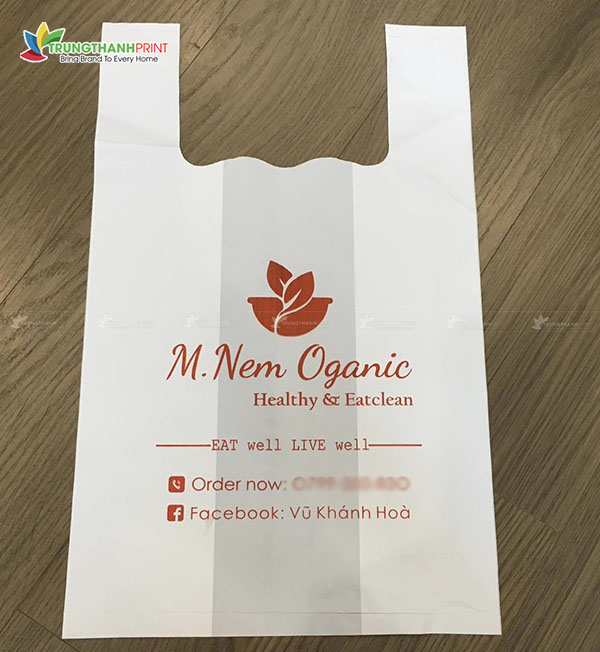 TRUNGTHANHPRINT
Bring Brand To Every Home
M.Nem Oganic
Healthy & Eatclean
EAT well LIVE well
Order now:
Facebook: Vũ Khánh Hoà